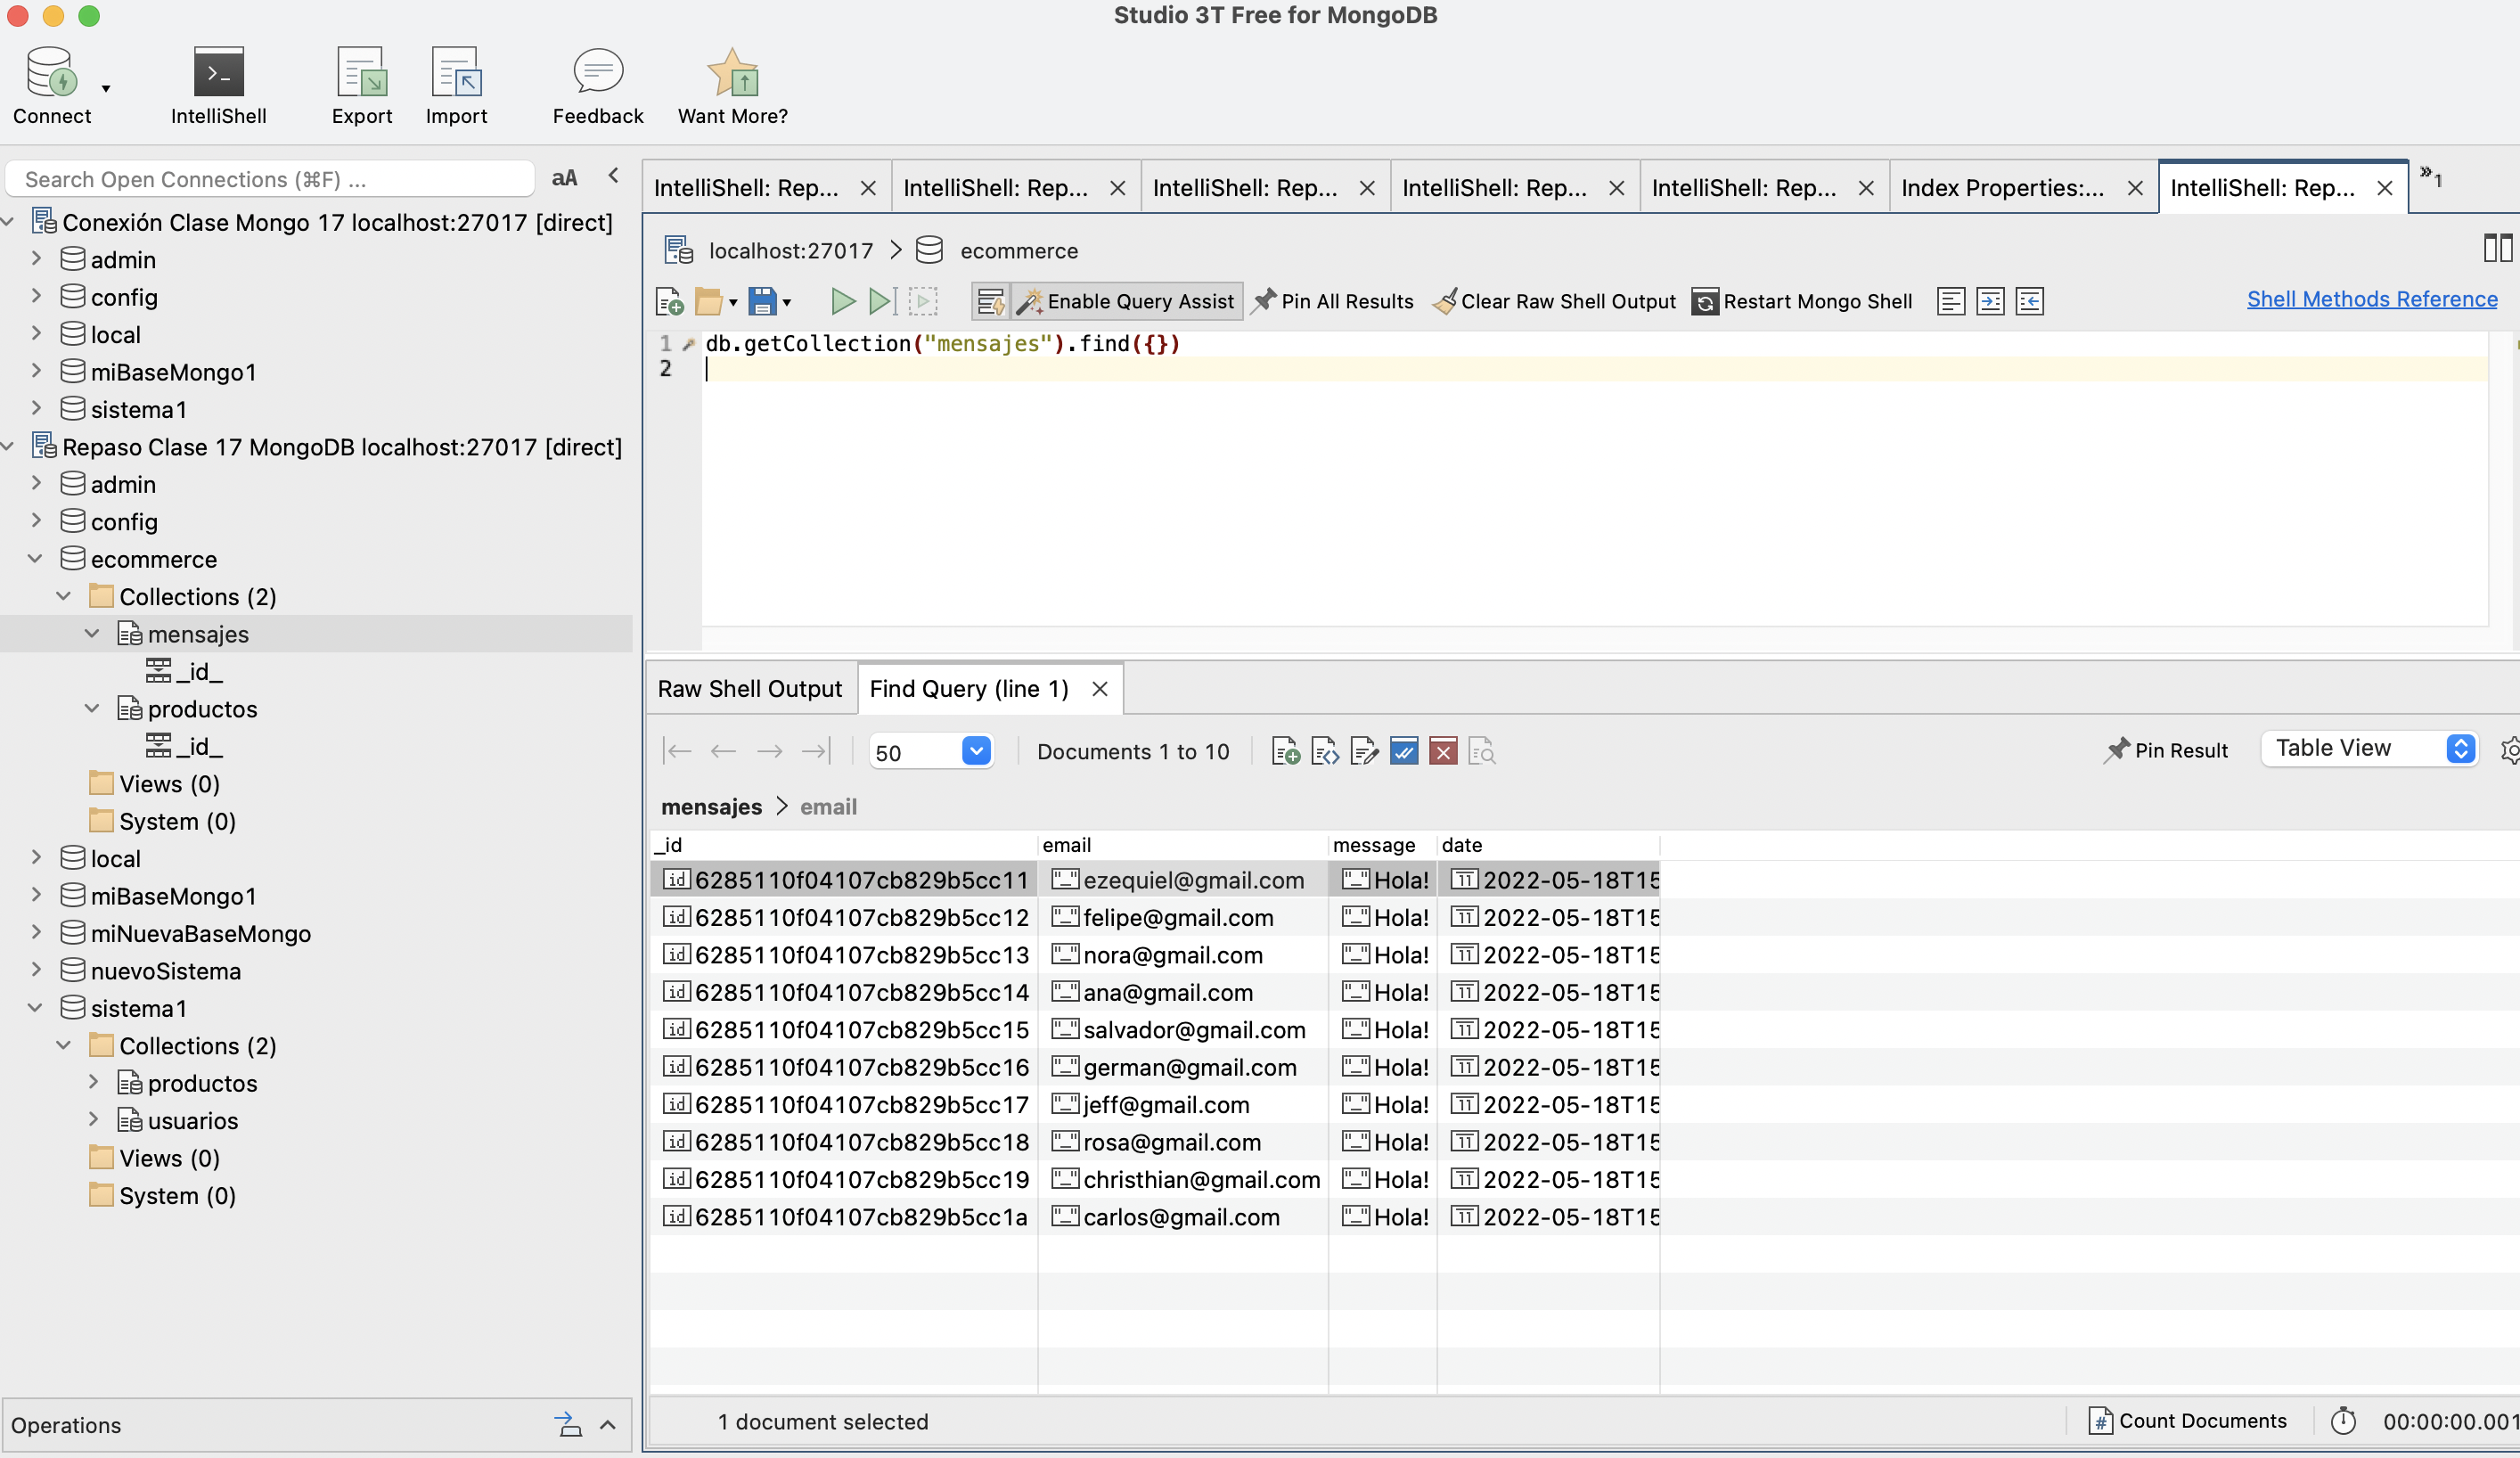 Studio 3T Free for MongoDB
Connect
IntelliShell
Export
Import
Feedback
Want More?
Search Open Connections (⌘F) ...
aA
Conexión Clase Mongo 17 localhost:27017 [direct]
admin
config
local
miBaseMongo1
sistema1
Repaso Clase 17 MongoDB localhost:27017 [direct]
admin
config
ecommerce
Collections (2)
mensajes
_id_
productos
_id_
Views (0)
System (0)
local
miBaseMongo1
miNuevaBaseMongo
nuevoSistema
sistema1
Collections (2)
productos
usuarios
Views (0)
System (0)
Operations
IntelliShell: Rep...
IntelliShell: Rep...
IntelliShell: Rep...
IntelliShell: Rep...
IntelliShell: Rep...
Index Properties:...
IntelliShell: Rep...
»1
localhost:27017 > ecommerce
Enable Query Assist
Pin All Results
Clear Raw Shell Output
Restart Mongo Shell
Shell Methods Reference
1 db.getCollection("mensajes").find({})
2
Raw Shell Output
Find Query (line 1)
50
Documents 1 to 10
Pin Result
Table View
mensajes > email
_id email message date
6285110f04107cb829b5cc11 ezequiel@gmail.com Hola! 2022-05-18T15
6285110f04107cb829b5cc12 felipe@gmail.com Hola! 2022-05-18T15
6285110f04107cb829b5cc13 nora@gmail.com Hola! 2022-05-18T15
6285110f04107cb829b5cc14 ana@gmail.com Hola! 2022-05-18T15
6285110f04107cb829b5cc15 salvador@gmail.com Hola! 2022-05-18T15
6285110f04107cb829b5cc16 german@gmail.com Hola! 2022-05-18T15
6285110f04107cb829b5cc17 jeff@gmail.com Hola! 2022-05-18T15
6285110f04107cb829b5cc18 rosa@gmail.com Hola! 2022-05-18T15
6285110f04107cb829b5cc19 christhian@gmail.com Hola! 2022-05-18T15
6285110f04107cb829b5cc1a carlos@gmail.com Hola! 2022-05-18T15
1 document selected
Count Documents
00:00:00.001